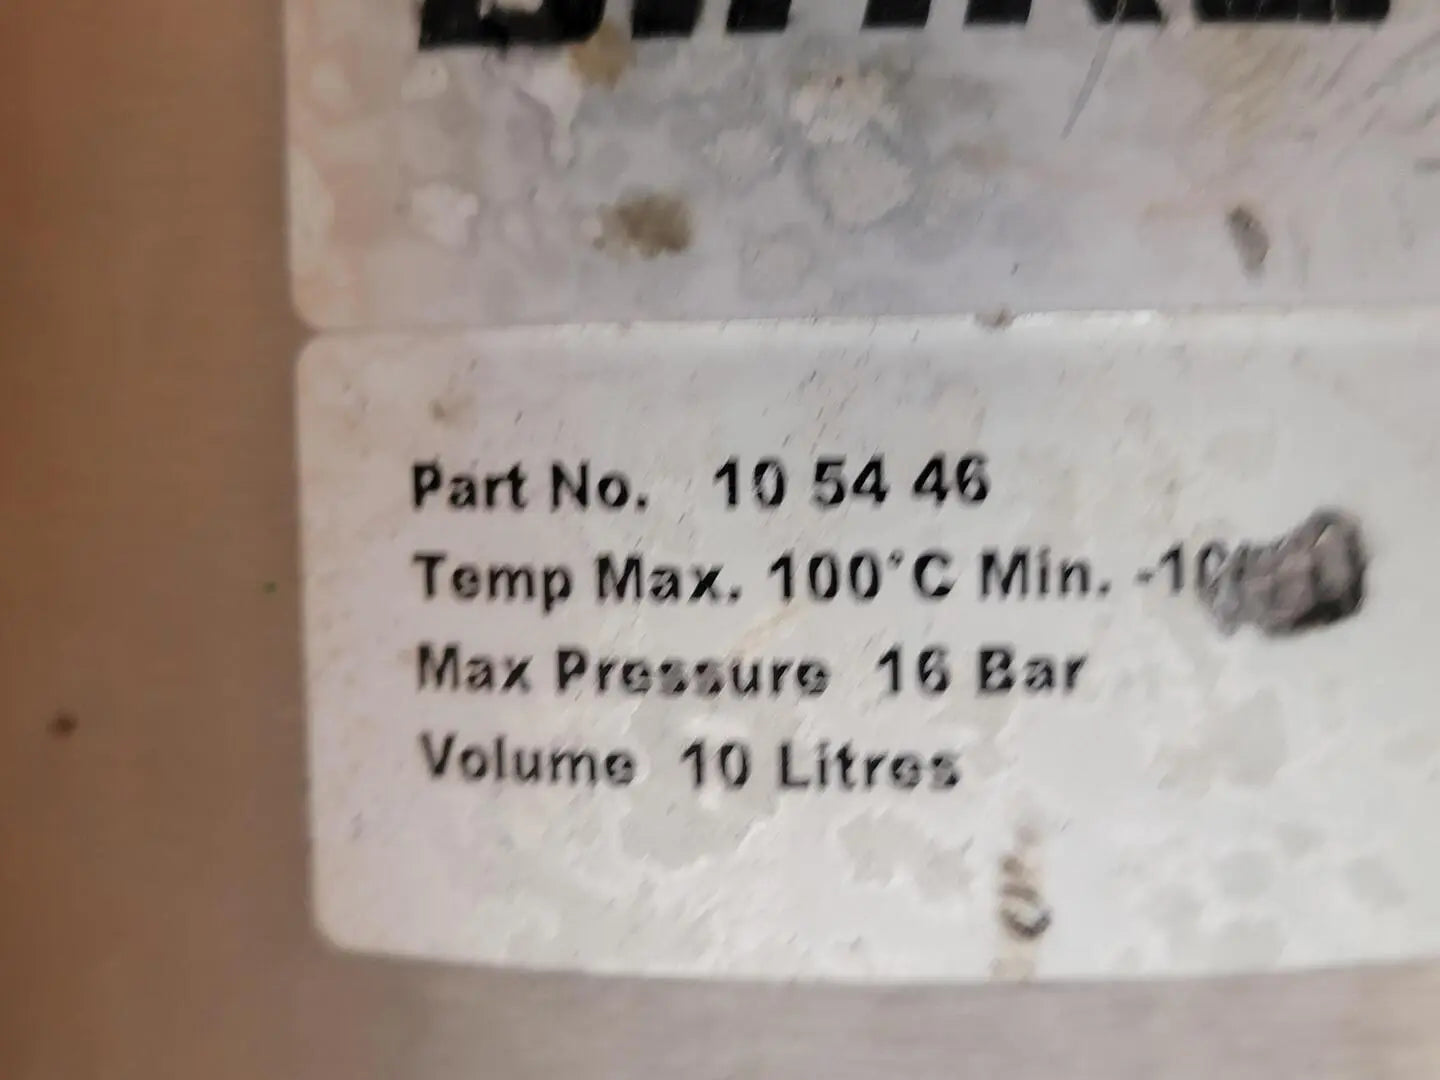 Part No. 10 54 46
Temp Max. 100°C Min.
Max Pressure 16 Bar
Volume 10 Litres